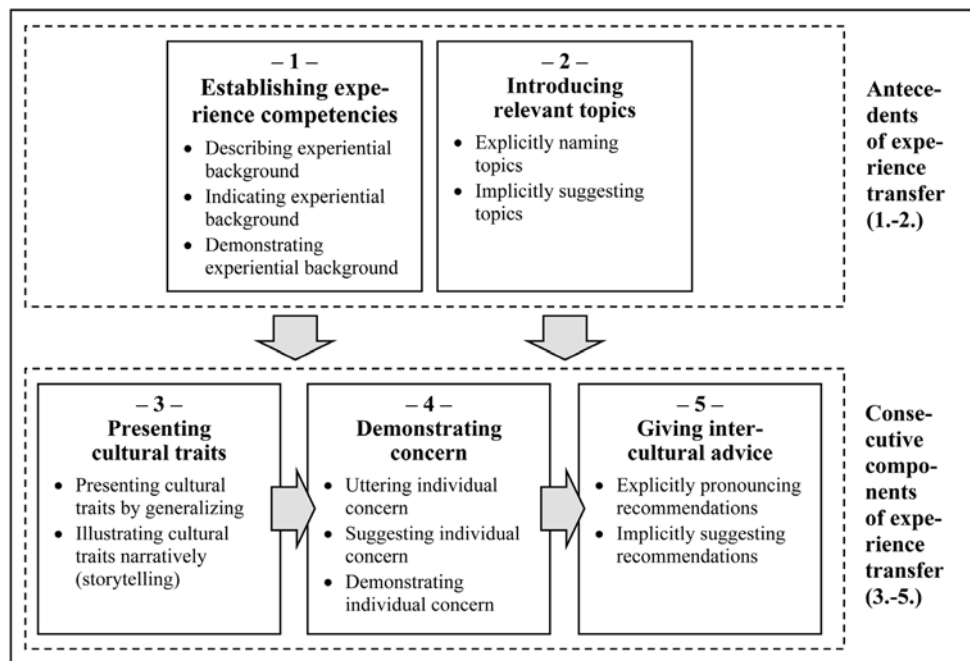 – 1 –
Establishing expe-
rience competencies
• Describing experiential
background
• Indicating experiential
background
• Demonstrating
experiential background
– 2 –
Introducing
relevant topics
• Explicitly naming
topics
• Implicitly suggesting
topics
Antece-
dents
of expe-
rience
transfer
(1.-2.)
– 3 –
Presenting
cultural traits
• Presenting cultural
traits by generalizing
• Illustrating cultural
traits narratively
(storytelling)
– 4 –
Demonstrating
concern
• Uttering individual
concern
• Suggesting individual
concern
• Demonstrating
individual concern
– 5 –
Giving inter-
cultural advice
• Explicitly pronouncing
recommendations
• Implicitly suggesting
recommendations
Conse-
cutive
compo-
nents
of expe-
rience
transfer
(3.-5.)